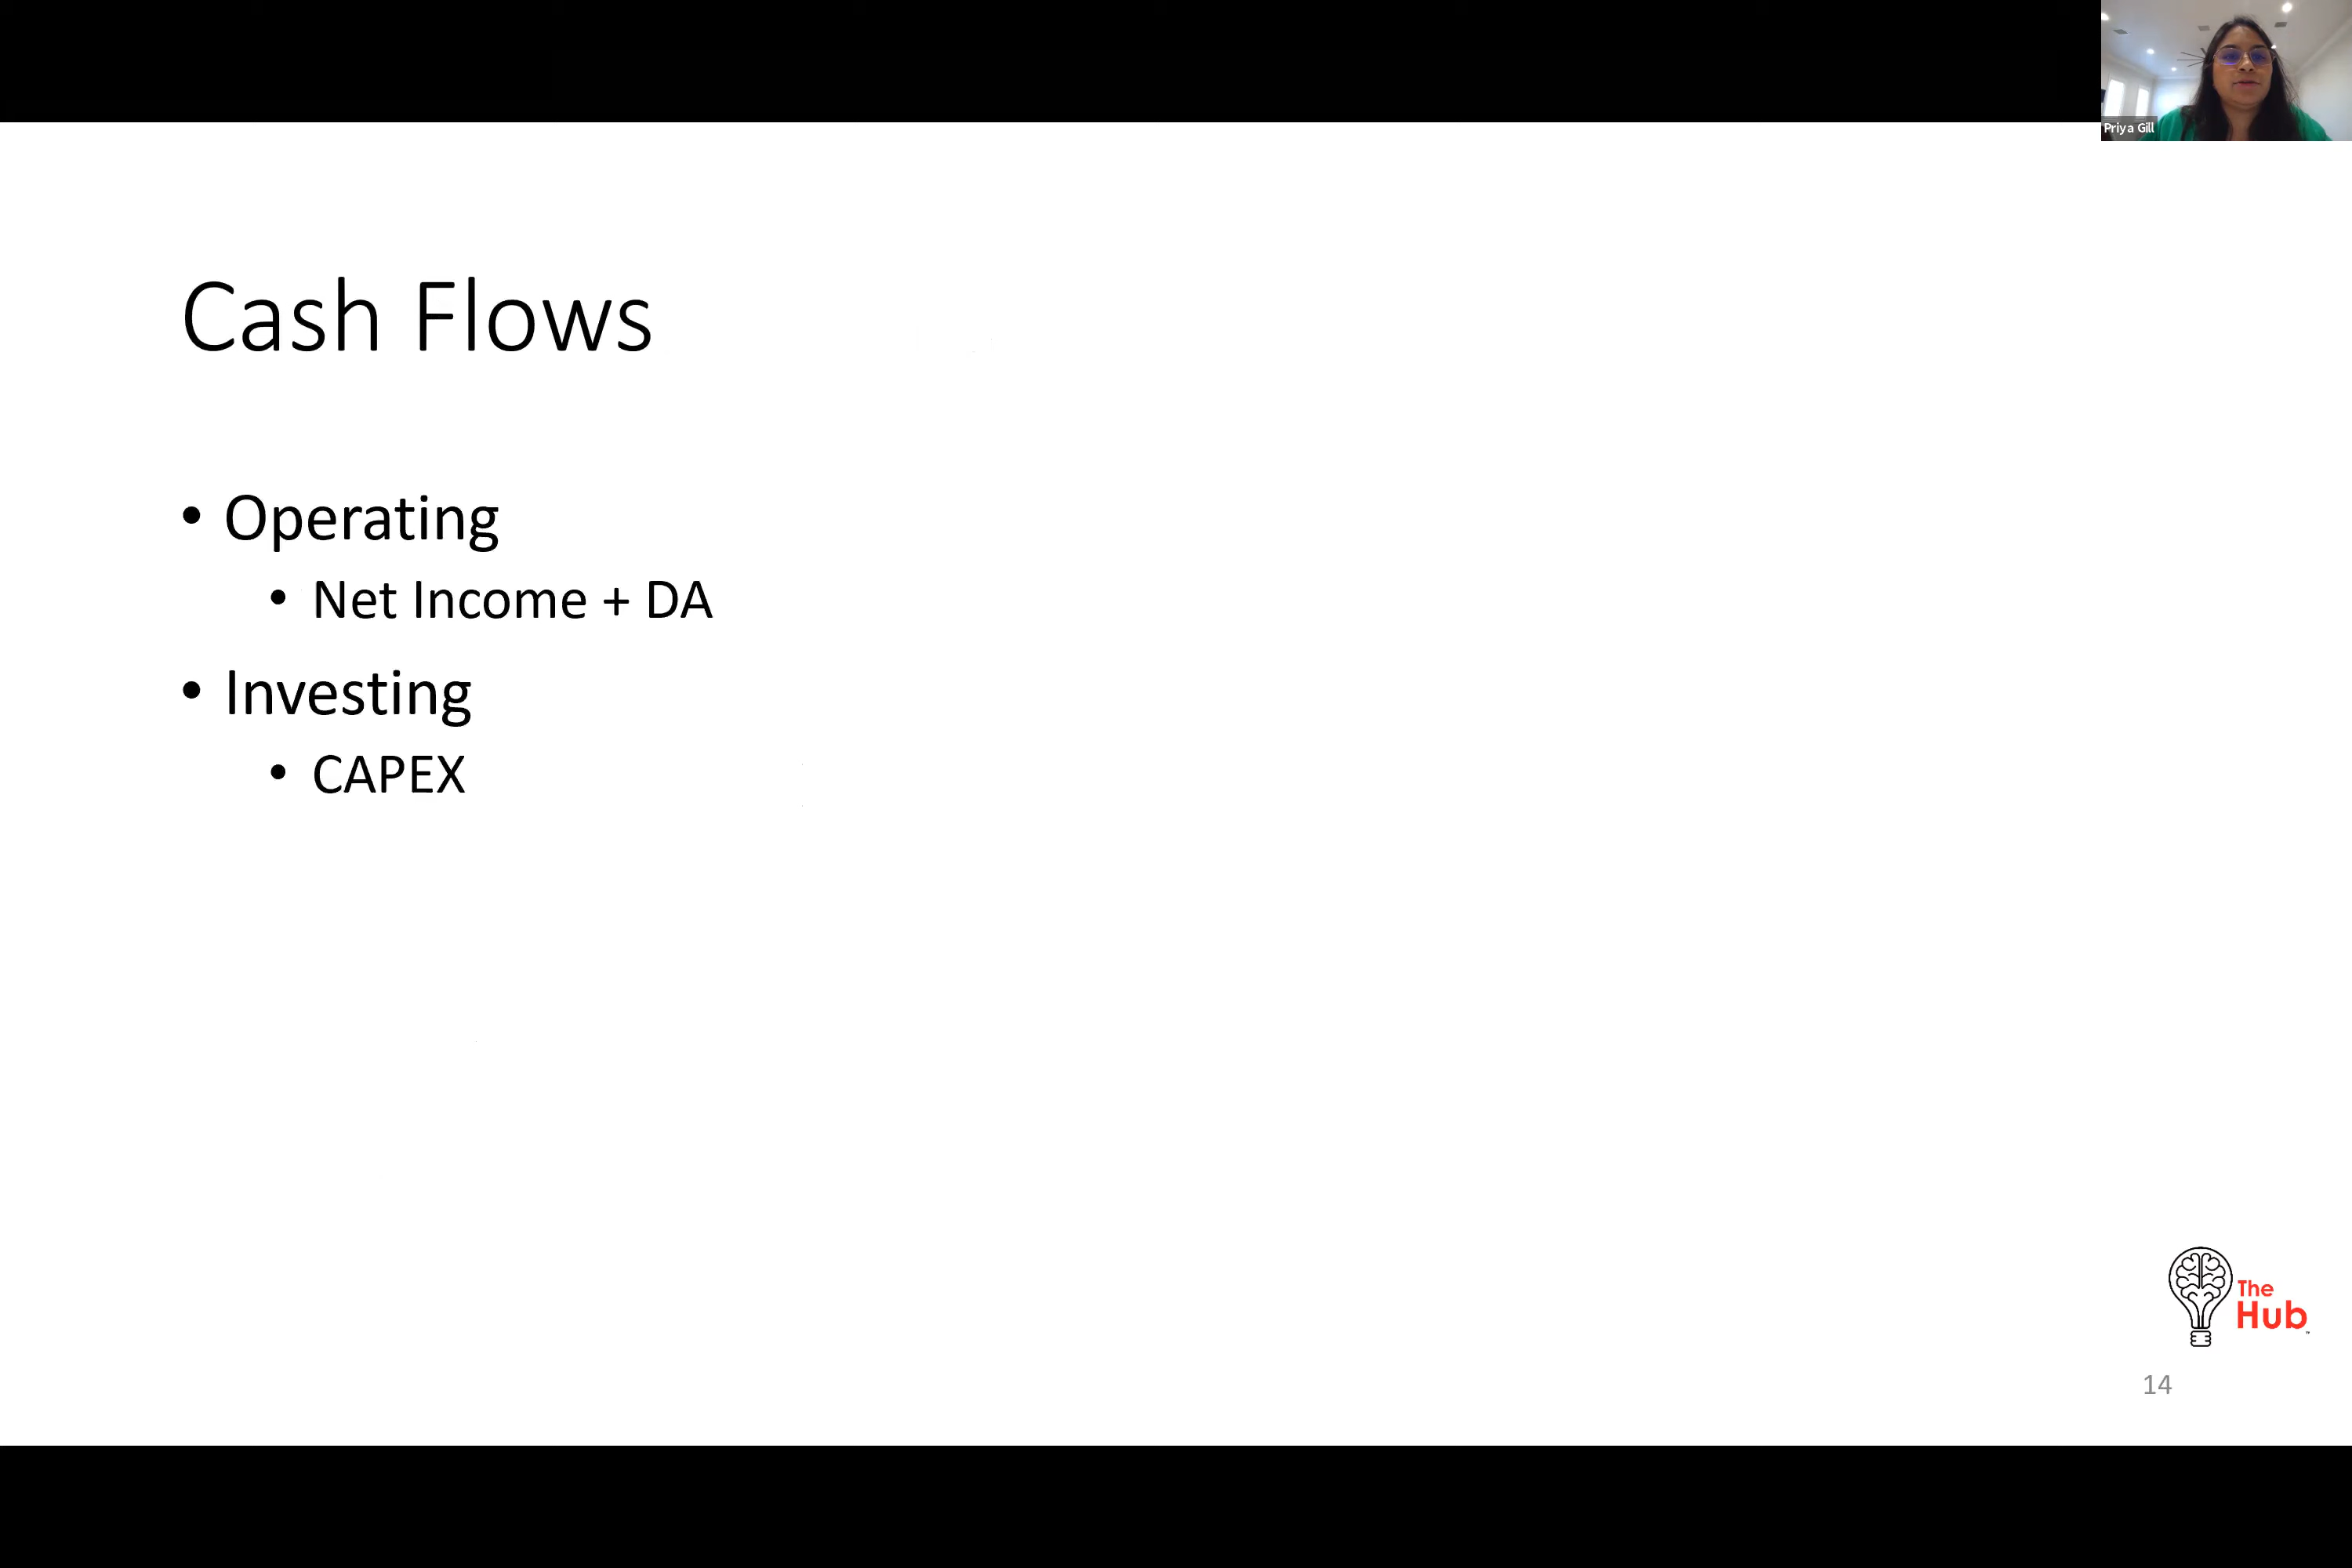 Priya Gill
Cash Flows
• Operating
• Net Income + DA
• Investing
• CAPEX
The
Hub
14